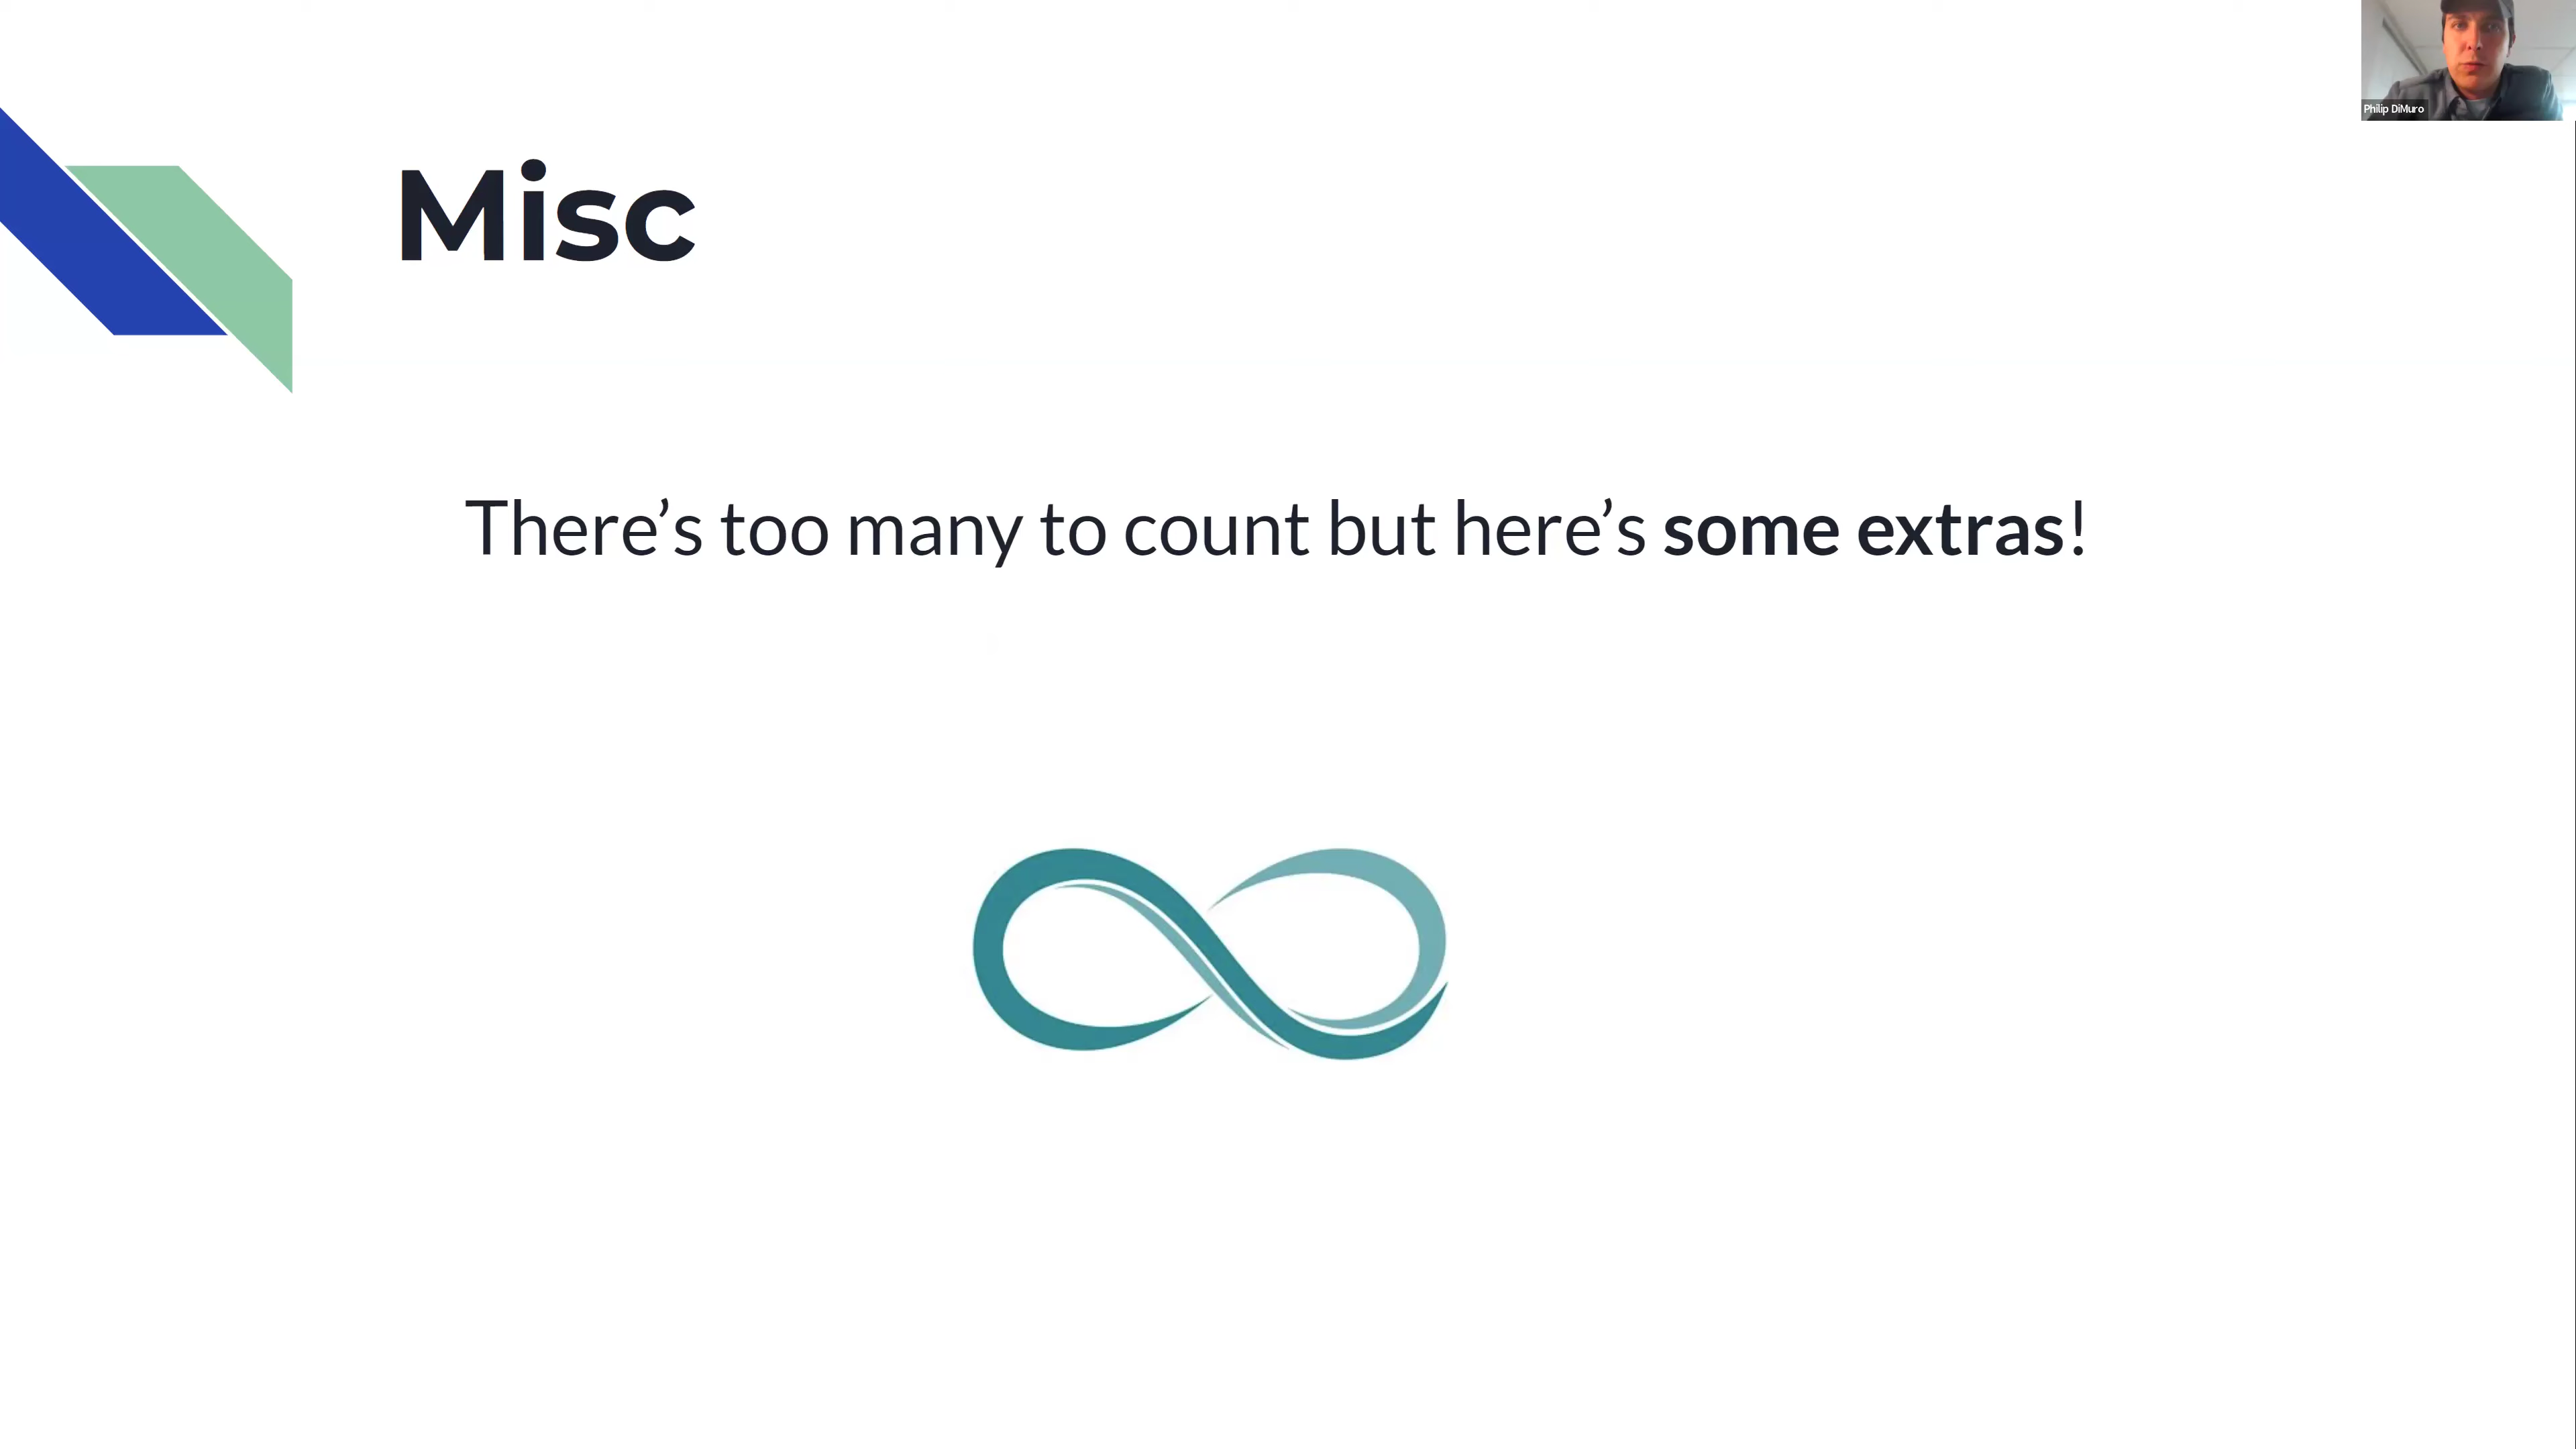 Philip DiMuro
Misc
There’s too many to count but here’s some extras!